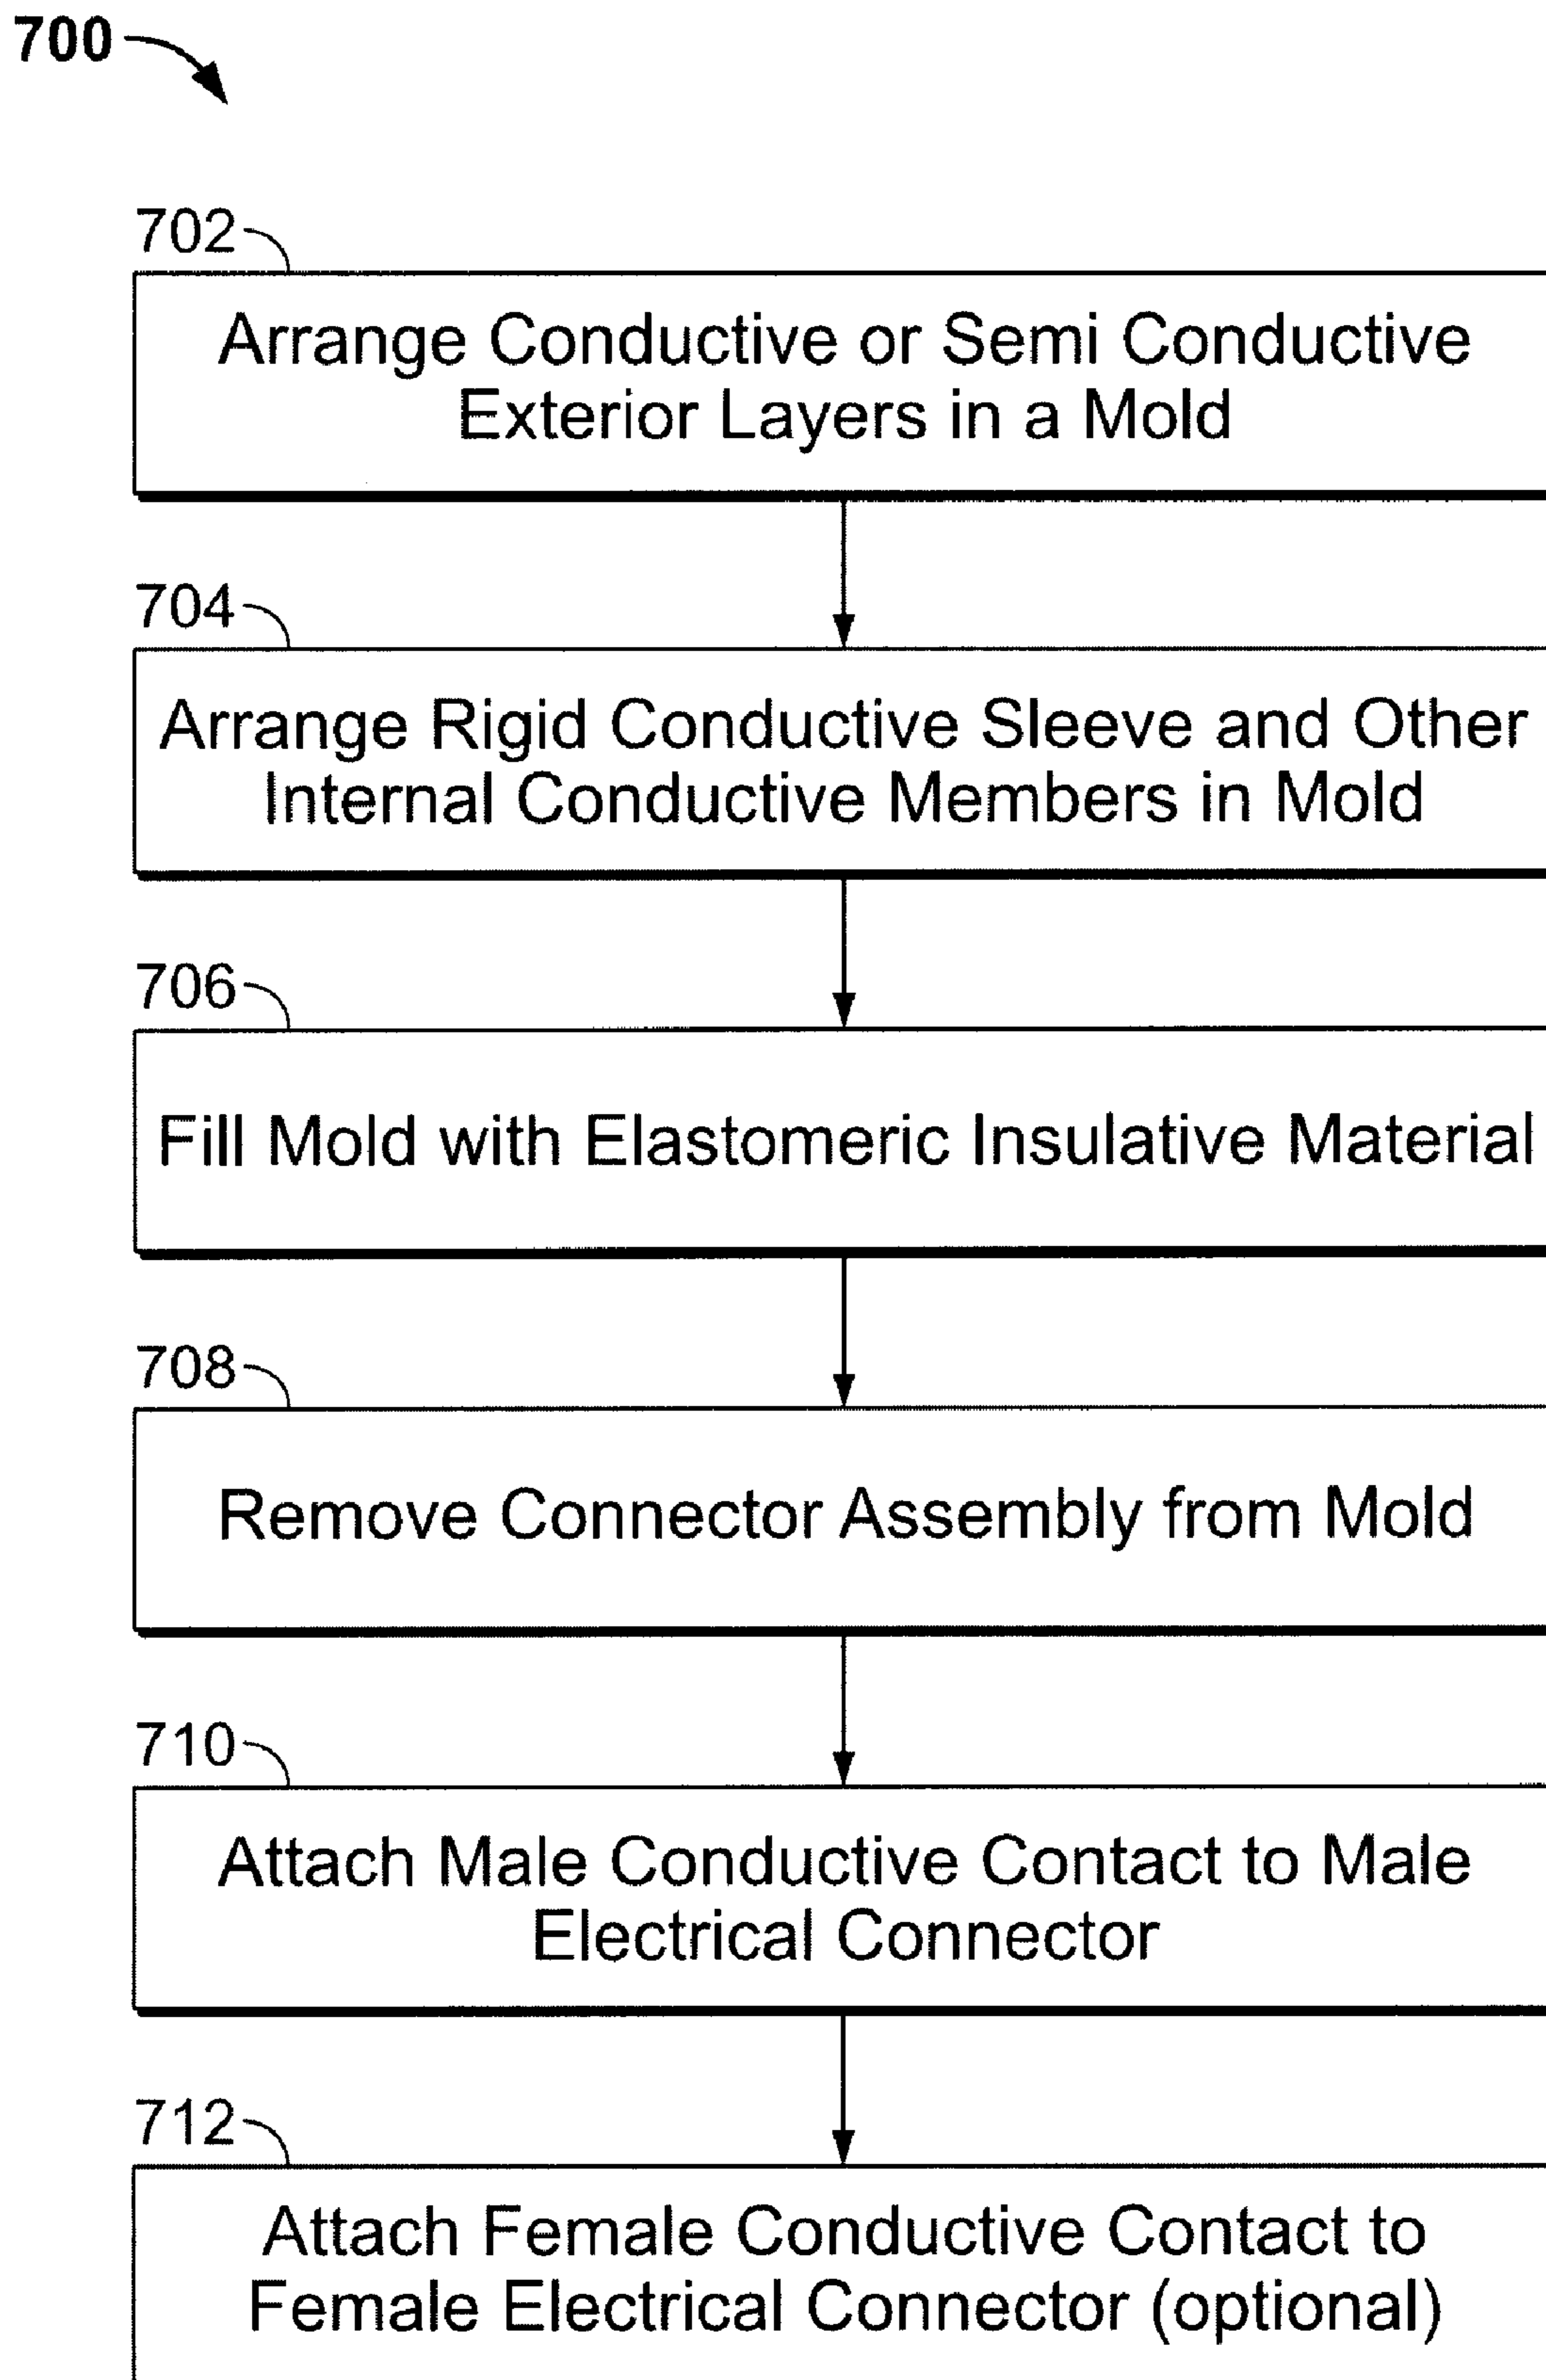 700
702
Arrange Conductive or Semi Conductive
Exterior Layers in a Mold
704
Arrange Rigid Conductive Sleeve and Other
Internal Conductive Members in Mold
706
Fill Mold with Elastomeric Insulative Material
708
Remove Connector Assembly from Mold
710
Attach Male Conductive Contact to Male
Electrical Connector
712
Attach Female Conductive Contact to
Female Electrical Connector (optional)